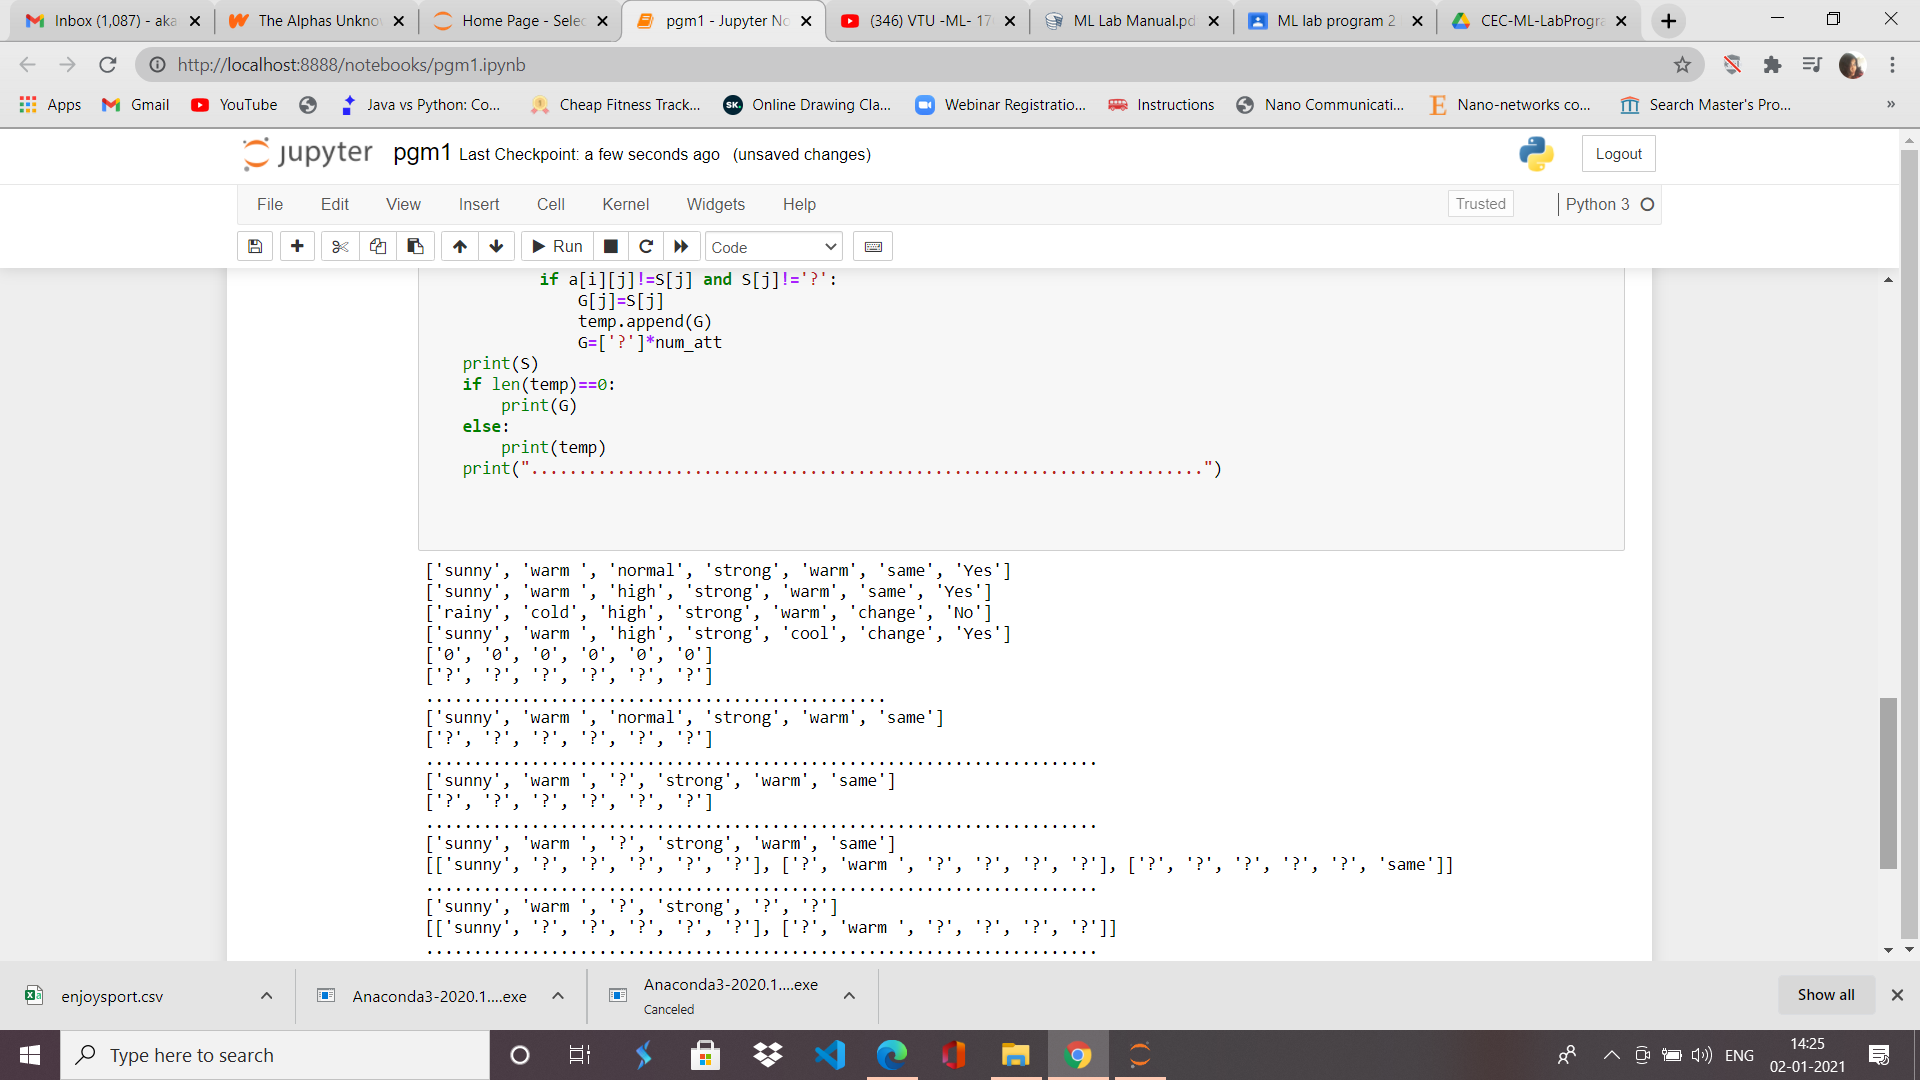 Inbox (1,087) - aka
The Alphas Unkno
Home Page - Selec
pgm1 - Jupyter No
(346) VTU -ML- 17
ML Lab Manual.pd
ML lab program 2
CEC-ML-LabProgra
http://localhost:8888/notebooks/pgm1.ipynb
Apps
Gmail
YouTube
Java vs Python: Co...
Cheap Fitness Track...
SK.
Online Drawing Cla...
Webinar Registratio...
Instructions
Nano Communicati...
E
Nano-networks co...
Search Master's Pro...
»
jupyter pgm1 Last Checkpoint: a few seconds ago (unsaved changes)
Logout
File Edit View Insert Cell Kernel Widgets Help
Trusted
Python 3
Run
Code
if a[i][j]!=S[j] and S[j]!='?':
G[j]=S[j]
temp.append(G)
G=['?']*num_att
print(S)
if len(temp)==0:
print(G)
else:
print(temp)
print("......................................................................")
['sunny', 'warm ', 'normal', 'strong', 'warm', 'same', 'Yes']
['sunny', 'warm ', 'high', 'strong', 'warm', 'same', 'Yes']
['rainy', 'cold', 'high', 'strong', 'warm', 'change', 'No']
['sunny', 'warm ', 'high', 'strong', 'cool', 'change', 'Yes']
['0', '0', '0', '0', '0', '0']
['?', '?', '?', '?', '?', '?']
................................................
['sunny', 'warm ', 'normal', 'strong', 'warm', 'same']
['?', '?', '?', '?', '?', '?']
......................................................................
['sunny', 'warm ', '?', 'strong', 'warm', 'same']
['?', '?', '?', '?', '?', '?']
......................................................................
['sunny', 'warm ', '?', 'strong', 'warm', 'same']
[['sunny', '?', '?', '?', '?', '?'], ['?', 'warm ', '?', '?', '?', '?'], ['?', '?', '?', '?', '?', 'same']]
......................................................................
['sunny', 'warm ', '?', 'strong', '?', '?']
[['sunny', '?', '?', '?', '?', '?'], ['?', 'warm ', '?', '?', '?', '?']]
......................................................................
enjoysport.csv
Anaconda3-2020.1....exe
Anaconda3-2020.1....exe
Canceled
Show all
Type here to search
ENG
14:25
02-01-2021